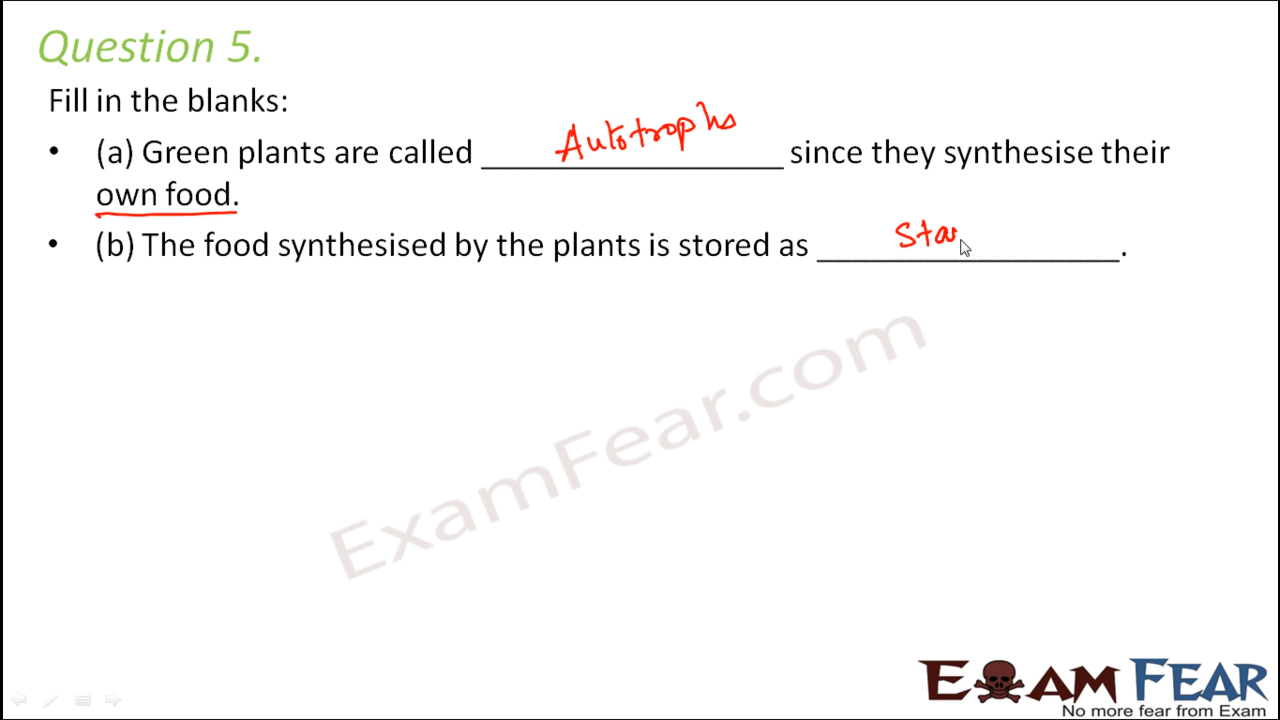 Question 5.
Fill in the blanks:
• (a) Green plants are called Autotrophs since they synthesise their
own food.
• (b) The food synthesised by the plants is stored as Star .
ExamFear.com
EXAM FEAR
No more fear from Exam